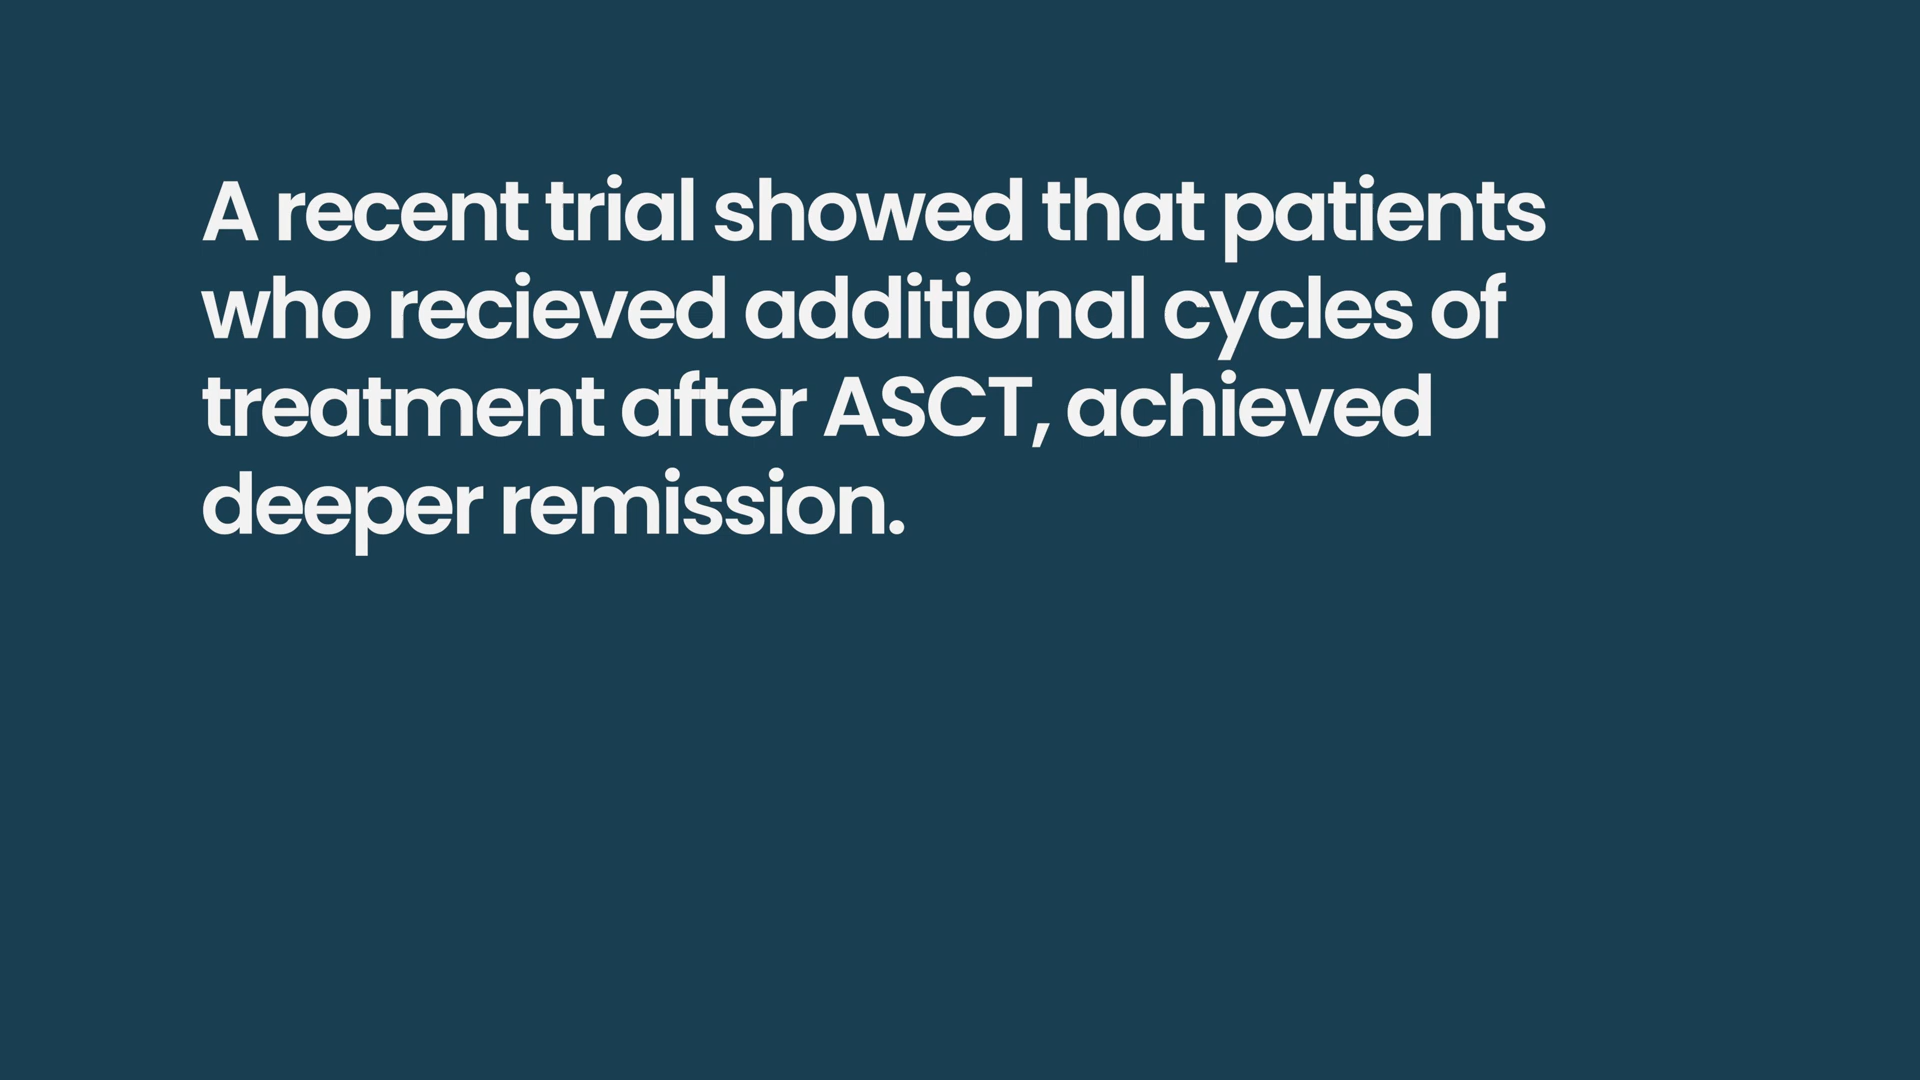 A recent trial showed that patients
who recieved additional cycles of
treatment after ASCT, achieved
deeper remission.